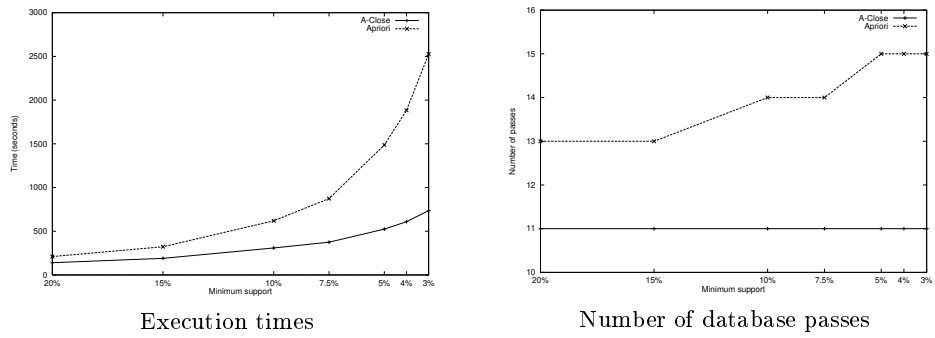 3000
2500
2000
1500
1000
500
0
Time (seconds)
A-Close
Apriori
20% 15% 10% 7.5% 5% 4% 3%
Minimum support
Execution times
16
15
14
13
12
11
10
Number of passes
A-Close
Apriori
20% 15% 10% 7.5% 5% 4% 3%
Minimum support
Number of database passes